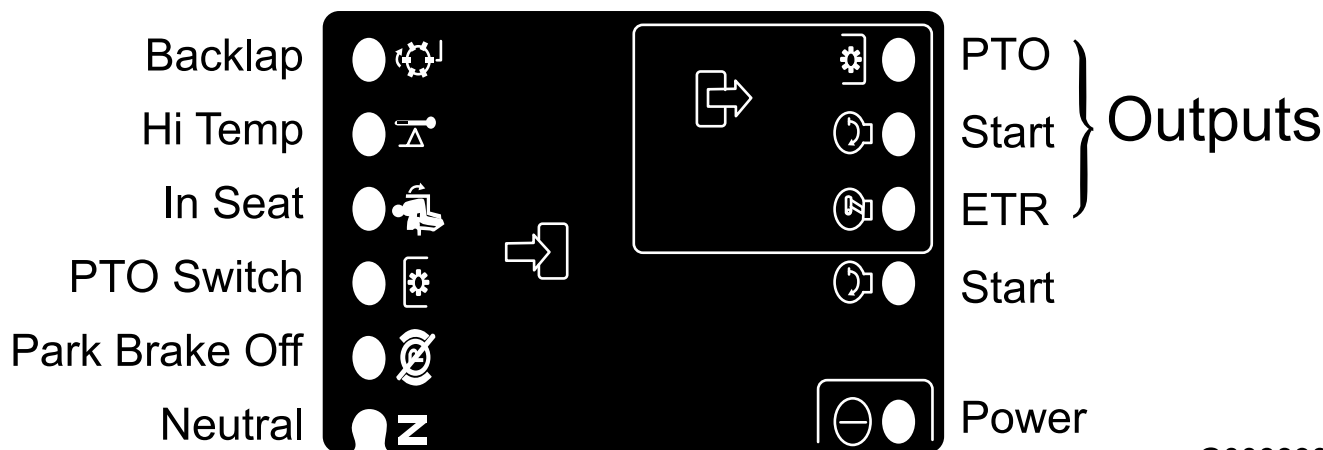 Backlap
Hi Temp
In Seat
PTO Switch
Park Brake Off
Neutral
N
PTO
Start
ETR
Outputs
Start
Power